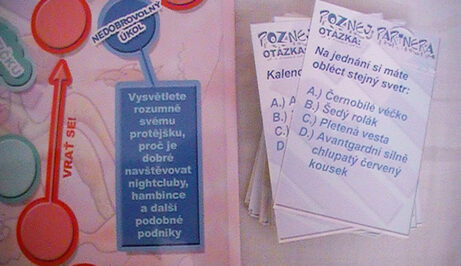 NEDOBROVOLNÝ
ÚKOL
VRAŤ SE!
Vysvětlete
rozumně
svému
protějšku,
proč je
dobré
navštěvovat
nightcluby,
hambince
a další
podobné
podniky
POZNEJ
OTÁZKA:
Kalend
A.) A
B.)
C.)
D.)
POZNEJ PARTNERA
OTÁZKA:
Na jednání si máte
obléct stejný svetr:
A.) Černobílé véčko
B.) Šedý rolák
C.) Pletená vesta
D.) Avantgardní silně
chlupatý červený
kousek